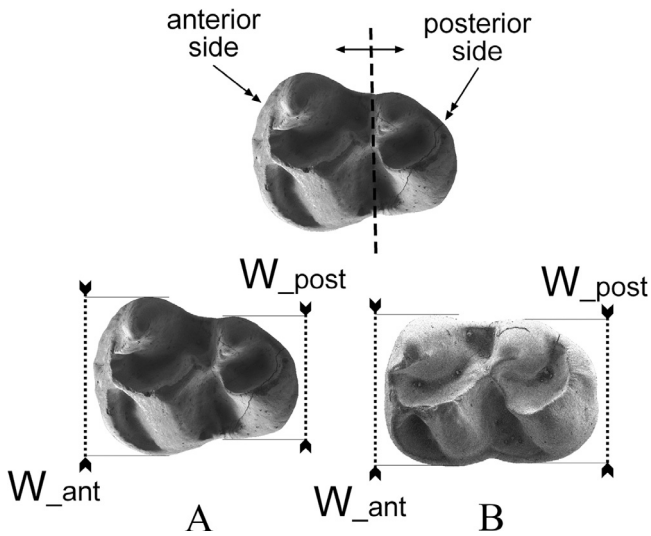 anterior
side
posterior
side
W_post
W_post
W_ant
W_ant
A
B